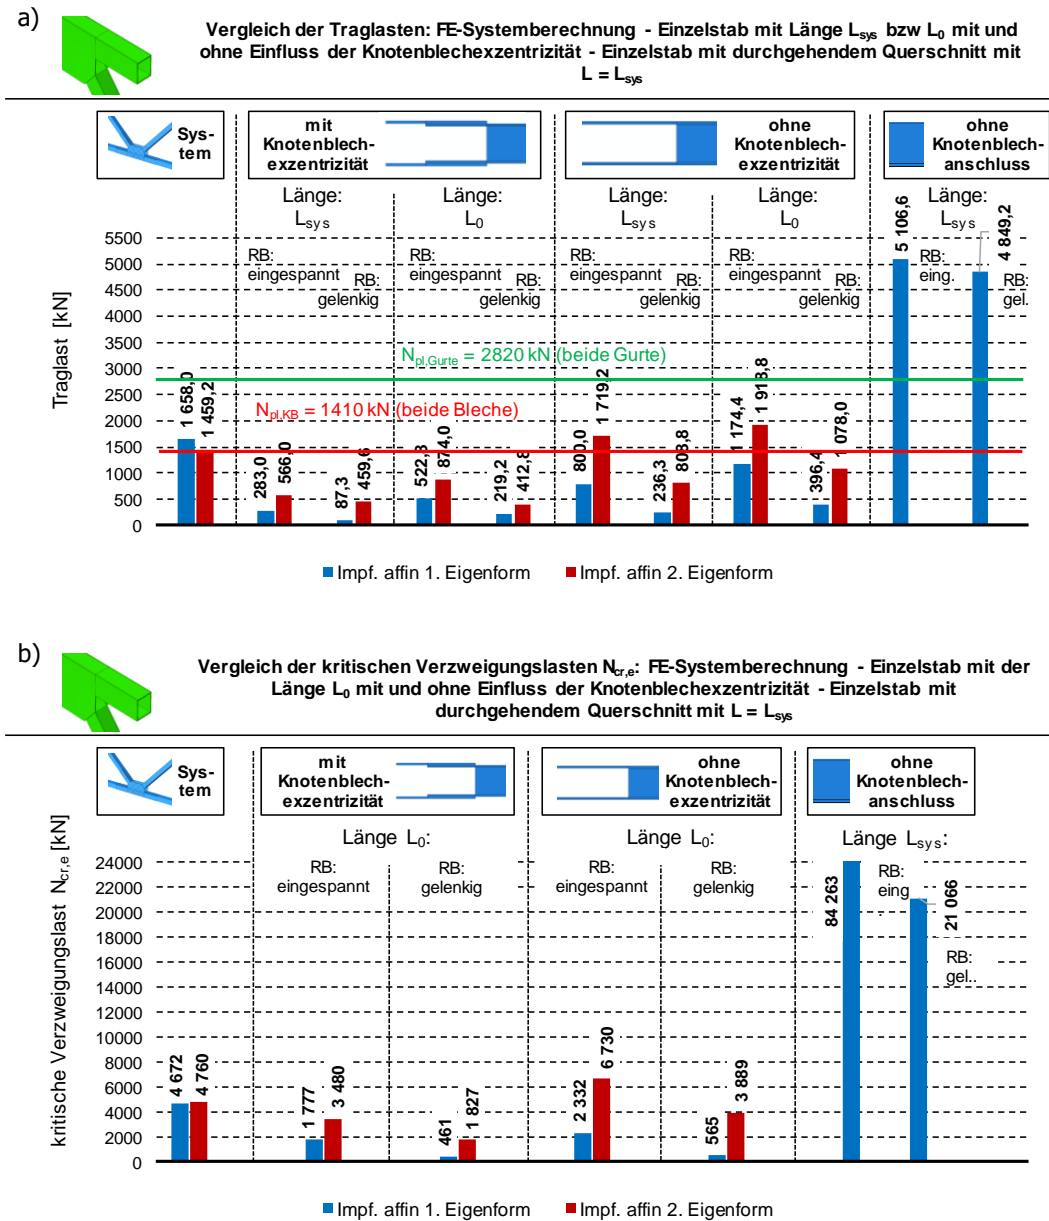 a)
Vergleich der Traglasten: FE-Systemberechnung - Einzelstab mit Länge Lsys bzw L0 mit und
ohne Einfluss der Knotenblechexzentrizität - Einzelstab mit durchgehendem Querschnitt mit
L = Lsys
Sys-
tem
mit
Knotenblech-
exzentrizität
ohne
Knotenblech-
exzentrizität
ohne
Knotenblech-
anschluss
Länge:
Lsys
Länge:
L0
Länge:
Lsys
Länge:
L0
Länge:
Lsys
RB:
eingespannt
RB:
gelenkig
RB:
eingespannt
RB:
gelenkig
RB:
eingespannt
RB:
gelenkig
RB:
eingespannt
RB:
gelenkig
RB:
eing.
RB:
gel.
Traglast [kN]
5500
5000
4500
4000
3500
3000
2500
2000
1500
1000
500
0
Npl,Gurte = 2820 kN (beide Gurte)
Npl,KB = 1410 kN (beide Bleche)
1 658,0
1 459,2
283,0
566,0
87,3
459,6
522,3
874,0
219,2
412,8
800,0
1 719,2
236,3
808,8
1 174,4
1 918,8
396,4
1 078,0
5 106,6
4 849,2
Impf. affin 1. Eigenform
Impf. affin 2. Eigenform
b)
Vergleich der kritischen Verzweigungslasten Ncr,e: FE-Systemberechnung - Einzelstab mit der
Länge L0 mit und ohne Einfluss der Knotenblechexzentrizität - Einzelstab mit
durchgehendem Querschnitt mit L = Lsys
Sys-
tem
mit
Knotenblech-
exzentrizität
ohne
Knotenblech-
exzentrizität
ohne
Knotenblech-
anschluss
Länge L0:
Länge L0:
Länge Lsys:
RB:
eingespannt
RB:
gelenkig
RB:
eingespannt
RB:
gelenkig
RB:
eing
.
RB:
gel..
kritische Verzweigungslast Ncr,e [kN]
24000
22000
20000
18000
16000
14000
12000
10000
8000
6000
4000
2000
0
4 672
4 760
1 777
3 480
461
1 827
2 332
6 730
565
3 889
84 263
21 066
Impf. affin 1. Eigenform
Impf. affin 2. Eigenform